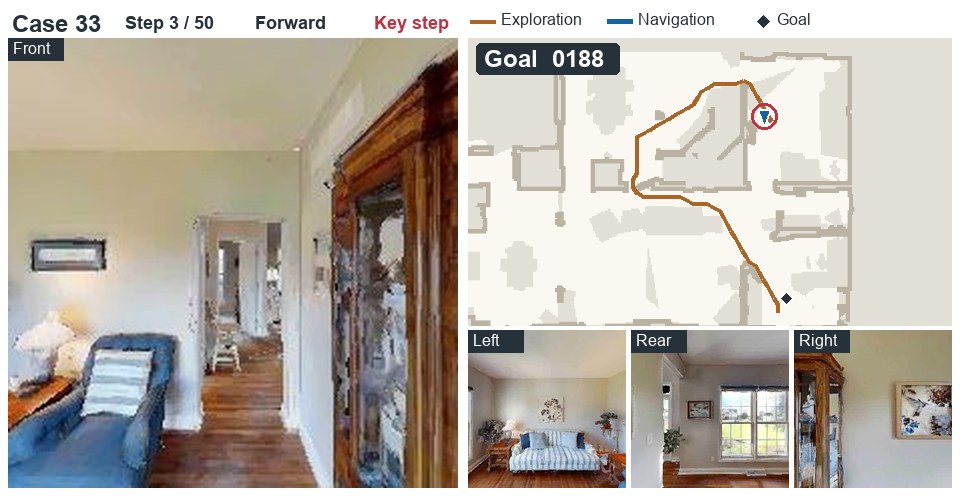 Case 33 Step 3 / 50 Forward Key step Exploration Navigation Goal
Front
Goal 0188
Left Rear Right